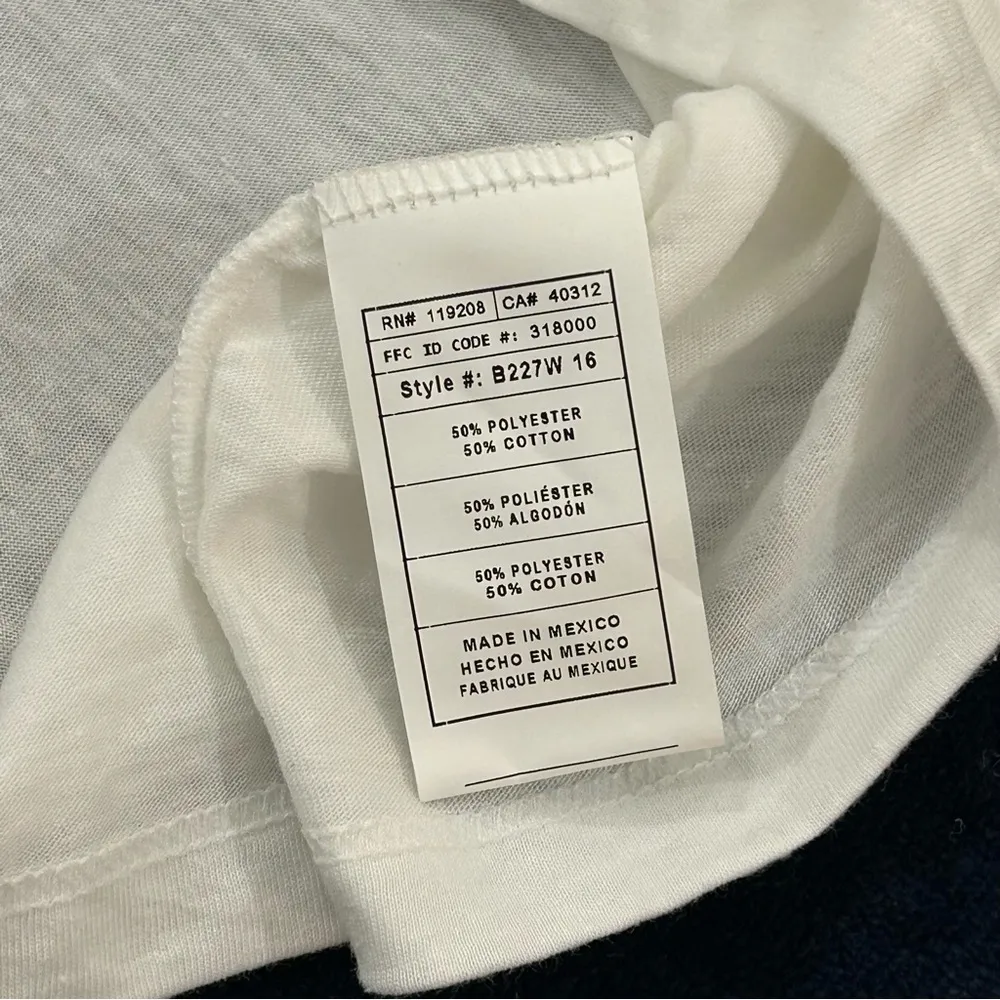 RN# 119208 CA# 40312
FFC ID CODE #: 318000
Style #: B227W 16
50% POLYESTER
50% COTTON
50% POLIÉSTER
50% ALGODÓN
50% POLYESTER
50% COTON
MADE IN MEXICO
HECHO EN MEXICO
FABRIQUE AU MEXIQUE